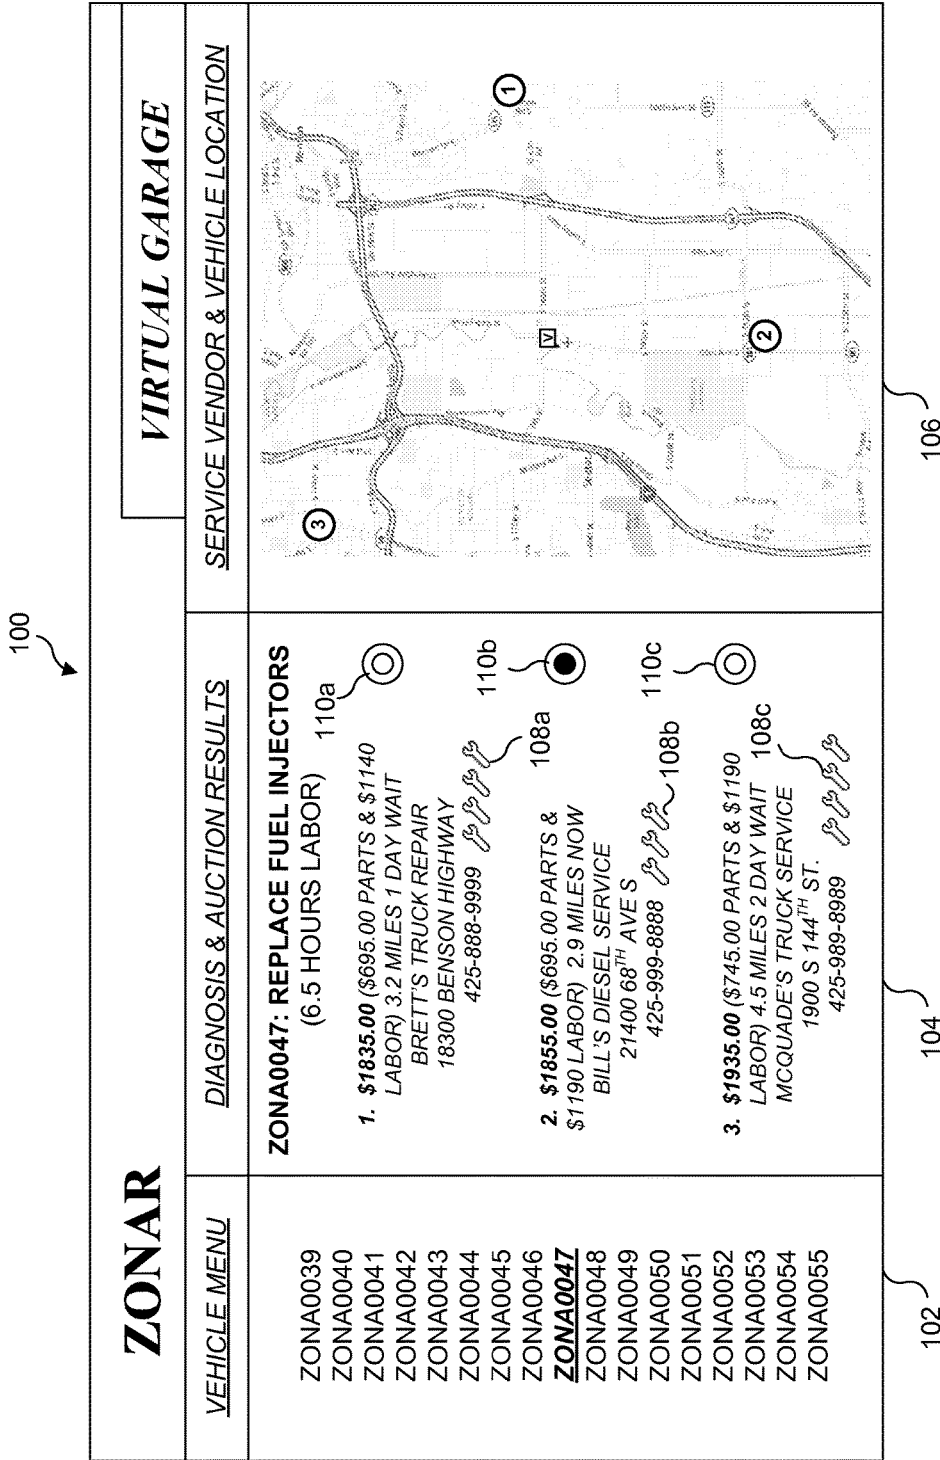 100
ZONAR
VIRTUAL GARAGE
VEHICLE MENU
DIAGNOSIS & AUCTION RESULTS
SERVICE VENDOR & VEHICLE LOCATION
ZONA0039
ZONA0040
ZONA0041
ZONA0042
ZONA0043
ZONA0044
ZONA0045
ZONA0046
ZONA0047
ZONA0048
ZONA0049
ZONA0050
ZONA0051
ZONA0052
ZONA0053
ZONA0054
ZONA0055
ZONA0047: REPLACE FUEL INJECTORS
(6.5 HOURS LABOR)
110a
1. $1835.00 ($695.00 PARTS & $1140
LABOR) 3.2 MILES 1 DAY WAIT
BRETT'S TRUCK REPAIR
18300 BENSON HIGHWAY
425-888-9999
108a
110b
2. $1855.00 ($695.00 PARTS &
$1190 LABOR) 2.9 MILES NOW
BILL'S DIESEL SERVICE
21400 68TH AVE S
425-999-8888
108b
110c
3. $1935.00 ($745.00 PARTS & $1190
LABOR) 4.5 MILES 2 DAY WAIT
MCQUADE'S TRUCK SERVICE
1900 S 144TH ST.
425-989-8989
108c
3
1
V
2
102
104
106